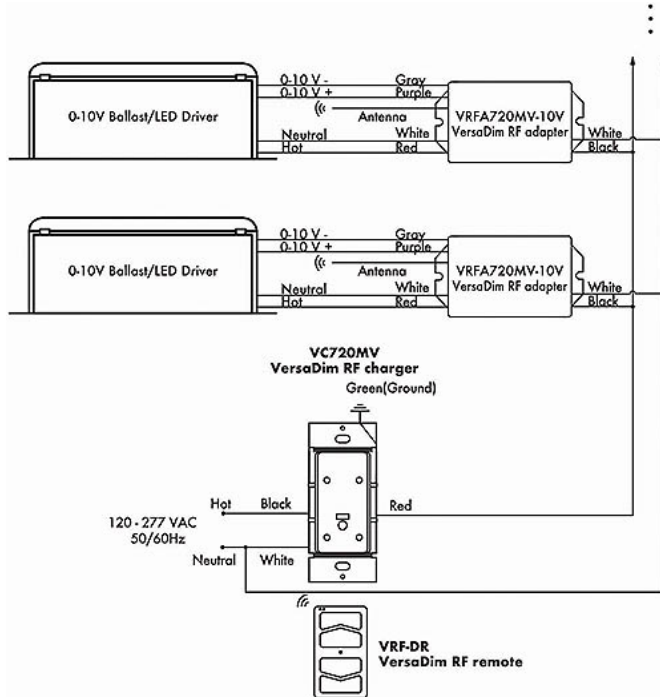 0-10 V - Gray
0-10 V + Purple
0-10V Ballast/LED Driver
VRFA720MV-10V
VersaDim RF adapter
Antenna
Neutral White
Hot Red
White
Black
0-10 V - Gray
0-10 V + Purple
0-10V Ballast/LED Driver
VRFA720MV-10V
VersaDim RF adapter
Antenna
Neutral White
Hot Red
White
Black
VC720MV
VersaDim RF charger
Green(Ground)
Hot Black
Red
120 - 277 VAC
50/60Hz
Neutral White
VRF-DR
VersaDim RF remote